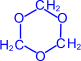 CH₂
O O
H₂C CH₂
O